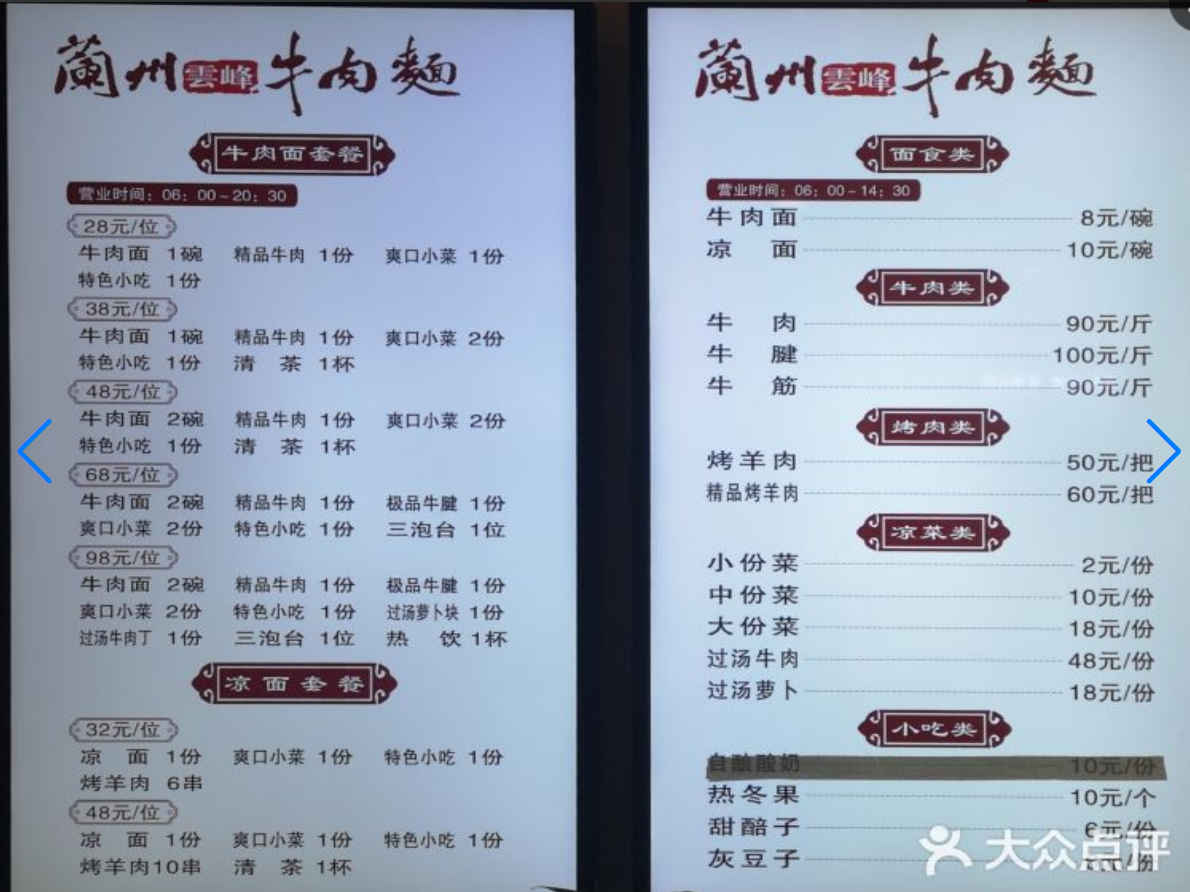 蘭州雲峰牛肉麵
牛肉面套餐
营业时间：06：00～20：30
28元/位
牛肉面 1碗 精品牛肉 1份 爽口小菜 1份
特色小吃 1份
38元/位
牛肉面 1碗 精品牛肉 1份 爽口小菜 2份
特色小吃 1份 清茶 1杯
48元/位
牛肉面 2碗 精品牛肉 1份 爽口小菜 2份
特色小吃 1份 清茶 1杯
68元/位
牛肉面 2碗 精品牛肉 1份 极品牛腱 1份
爽口小菜 2份 特色小吃 1份 三泡台 1位
98元/位
牛肉面 2碗 精品牛肉 1份 极品牛腱 1份
爽口小菜 2份 特色小吃 1份 过汤萝卜块 1份
过汤牛肉丁 1份 三泡台 1位 热饮 1杯
凉面套餐
32元/位
凉面 1份 爽口小菜 1份 特色小吃 1份
烤羊肉 6串
48元/位
凉面 1份 爽口小菜 1份 特色小吃 1份
烤羊肉10串 清茶 1杯
蘭州雲峰牛肉麵
面食类
营业时间：06：00～14：30
牛肉面 8元/碗
凉面 10元/碗
牛肉类
牛肉 90元/斤
牛腱 100元/斤
牛筋 90元/斤
烤肉类
烤羊肉 50元/把
精品烤羊肉 60元/把
凉菜类
小份菜 2元/份
中份菜 10元/份
大份菜 18元/份
过汤牛肉 48元/份
过汤萝卜 18元/份
小吃类
自酿酸奶 10元/份
热冬果 10元/个
甜醅子 6元/份
灰豆子
大众点评